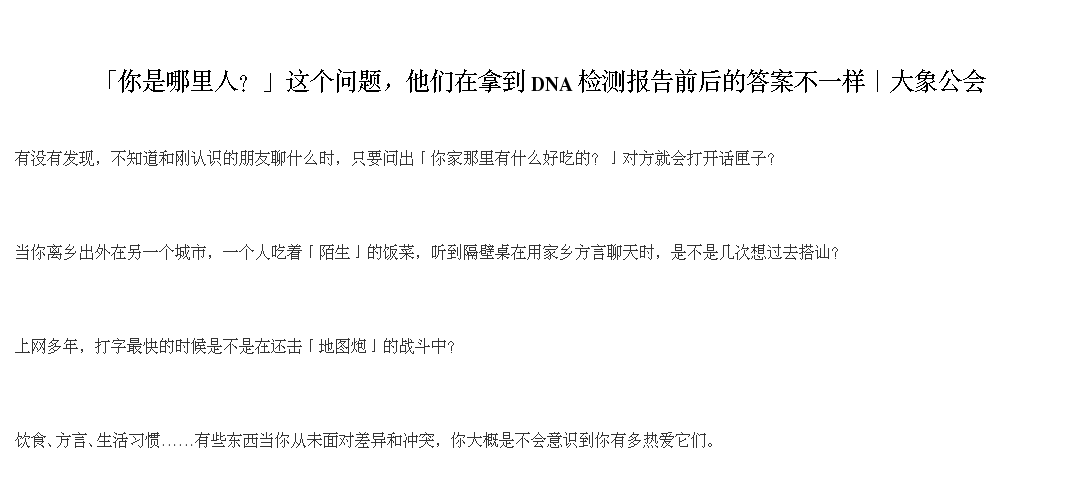 「你是哪里人？」这个问题，他们在拿到 DNA 检测报告前后的答案不一样｜大象公会
有没有发现，不知道和刚认识的朋友聊什么时，只要问出「你家那里有什么好吃的？」对方就会打开话匣子？
当你离乡出外在另一个城市，一个人吃着「陌生」的饭菜，听到隔壁桌在用家乡方言聊天时，是不是几次想过去搭讪？
上网多年，打字最快的时候是不是在还击「地图炮」的战斗中？
饮食、方言、生活习惯……有些东西当你从未面对差异和冲突，你大概是不会意识到你有多热爱它们。